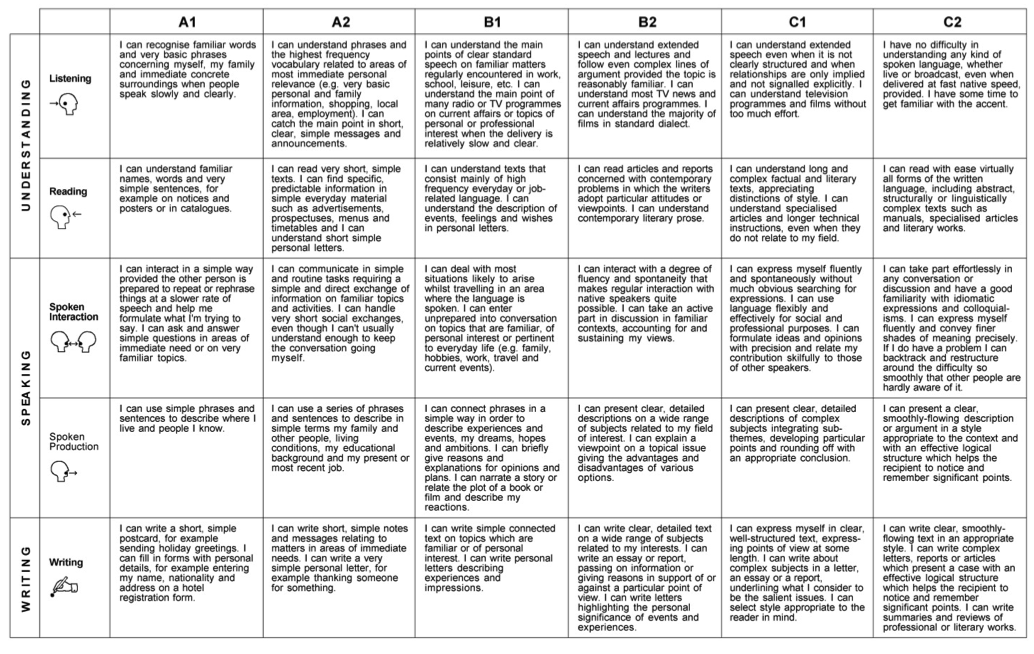 A1
A2
B1
B2
C1
C2
UNDERSTANDING
Listening
I can recognise familiar words
and very basic phrases
concerning myself, my family
and immediate concrete
surroundings when people
speak slowly and clearly.
I can understand phrases and
the highest frequency
vocabulary related to areas of
most immediate personal
relevance (e.g. very basic
personal and family
information, shopping, local
area, employment). I can
catch the main point in short,
clear, simple messages and
announcements.
I can understand the main
points of clear standard
speech on familiar matters
regularly encountered in work,
school, leisure, etc. I can
understand the main point of
many radio or TV programmes
on current affairs or topics of
personal or professional
interest when the delivery is
relatively slow and clear.
I can understand extended
speech and lectures and
follow even complex lines of
argument provided the topic is
reasonably familiar. I can
understand most TV news and
current affairs programmes. I
can understand the majority of
films in standard dialect.
I can understand extended
speech even when it is not
clearly structured and when
relationships are only implied
and not signalled explicitly. I
can understand television
programmes and films without
too much effort.
I have no difficulty in
understanding any kind of
spoken language, whether
live or broadcast, even when
delivered at fast native speed,
provided. I have some time to
get familiar with the accent.
Reading
I can understand familiar
names, words and very
simple sentences, for
example on notices and
posters or in catalogues.
I can read very short, simple
texts. I can find specific,
predictable information in
simple everyday material
such as advertisements,
prospectuses, menus and
timetables and I can
understand short simple
personal letters.
I can understand texts that
consist mainly of high
frequency everyday or job-
related language. I can
understand the description of
events, feelings and wishes
in personal letters.
I can read articles and reports
concerned with contemporary
problems in which the writers
adopt particular attitudes or
viewpoints. I can understand
contemporary literary prose.
I can understand long and
complex factual and literary
texts, appreciating
distinctions of style. I can
understand specialised
articles and longer technical
instructions, even when they
do not relate to my field.
I can read with ease virtually
all forms of the written
language, including abstract,
structurally or linguistically
complex texts such as
manuals, specialised articles
and literary works.
SPEAKING
Spoken
Interaction
I can interact in a simple way
provided the other person is
prepared to repeat or rephrase
things at a slower rate of
speech and help me
formulate what I'm trying to
say. I can ask and answer
simple questions in areas of
immediate need or on very
familiar topics.
I can communicate in simple
and routine tasks requiring a
simple and direct exchange of
information on familiar topics
and activities. I can handle
very short social exchanges,
even though I can't usually
understand enough to keep
the conversation going
myself.
I can deal with most
situations likely to arise
whilst travelling in an area
where the language is
spoken. I can enter
unprepared into conversation
on topics that are familiar, of
personal interest or pertinent
to everyday life (e.g. family,
hobbies, work, travel and
current events).
I can interact with a degree of
fluency and spontaneity that
makes regular interaction with
native speakers quite
possible. I can take an active
part in discussion in familiar
contexts, accounting for and
sustaining my views.
I can express myself fluently
and spontaneously without
much obvious searching for
expressions. I can use
language flexibly and
effectively for social and
professional purposes. I can
formulate ideas and opinions
with precision and relate my
contribution skilfully to those
of other speakers.
I can take part effortlessly in
any conversation or
discussion and have a good
familiarity with idiomatic
expressions and colloquial-
isms. I can express myself
fluently and convey finer
shades of meaning precisely.
If I do have a problem I can
backtrack and restructure
around the difficulty so
smoothly that other people are
hardly aware of it.
Spoken
Production
I can use simple phrases and
sentences to describe where I
live and people I know.
I can use a series of phrases
and sentences to describe in
simple terms my family and
other people, living
conditions, my educational
background and my present or
most recent job.
I can connect phrases in a
simple way in order to
describe experiences and
events, my dreams, hopes
and ambitions. I can briefly
give reasons and
explanations for opinions and
plans. I can narrate a story or
relate the plot of a book or
film and describe my
reactions.
I can present clear, detailed
descriptions on a wide range
of subjects related to my field
of interest. I can explain a
viewpoint on a topical issue
giving the advantages and
disadvantages of various
options.
I can present clear, detailed
descriptions of complex
subjects integrating sub-
themes, developing particular
points and rounding off with
an appropriate conclusion.
I can present a clear,
smoothly-flowing description
or argument in a style
appropriate to the context and
with an effective logical
structure which helps the
recipient to notice and
remember significant points.
WRITING
Writing
I can write a short, simple
postcard, for example
sending holiday greetings. I
can fill in forms with personal
details, for example entering
my name, nationality and
address on a hotel
registration form.
I can write short, simple notes
and messages relating to
matters in areas of immediate
needs. I can write a very
simple personal letter, for
example thanking someone
for something.
I can write simple connected
text on topics which are
familiar or of personal
interest. I can write personal
letters describing
experiences and
impressions.
I can write clear, detailed text
on a wide range of subjects
related to my interests. I can
write an essay or report,
passing on information or
giving reasons in support of or
against a particular point of
view. I can write letters
highlighting the personal
significance of events and
experiences.
I can express myself in clear,
well-structured text, express-
ing points of view at some
length. I can write about
complex subjects in a letter,
an essay or a report,
underlining what I consider to
be the salient issues. I can
select style appropriate to the
reader in mind.
I can write clear, smoothly-
flowing text in an appropriate
style. I can write complex
letters, reports or articles
which present a case with an
effective logical structure
which helps the recipient to
notice and remember
significant points. I can write
summaries and reviews of
professional or literary works.